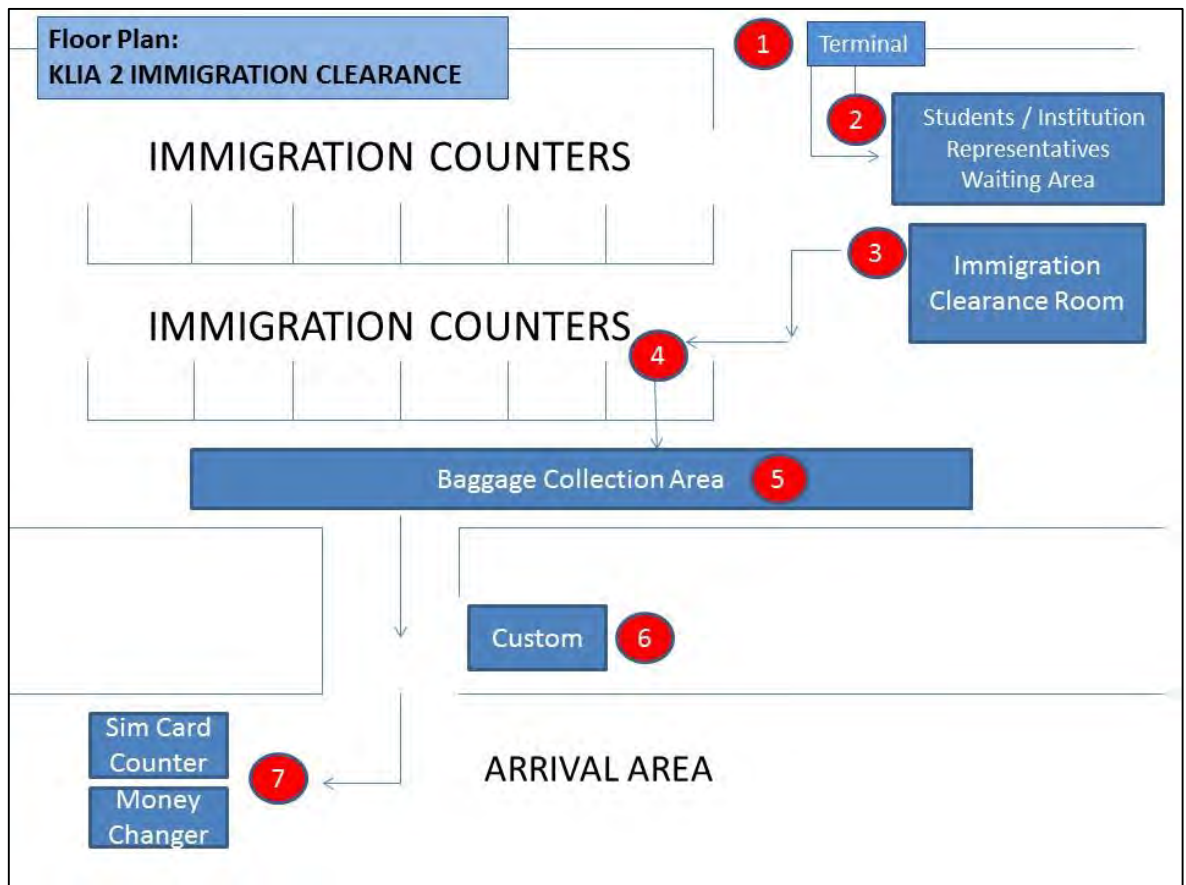 Floor Plan:
KLIA 2 IMMIGRATION CLEARANCE
1
Terminal
2
Students / Institution
Representatives
Waiting Area
IMMIGRATION COUNTERS
3
Immigration
Clearance Room
IMMIGRATION COUNTERS
4
Baggage Collection Area
5
Custom
6
Sim Card
Counter
7
Money
Changer
ARRIVAL AREA